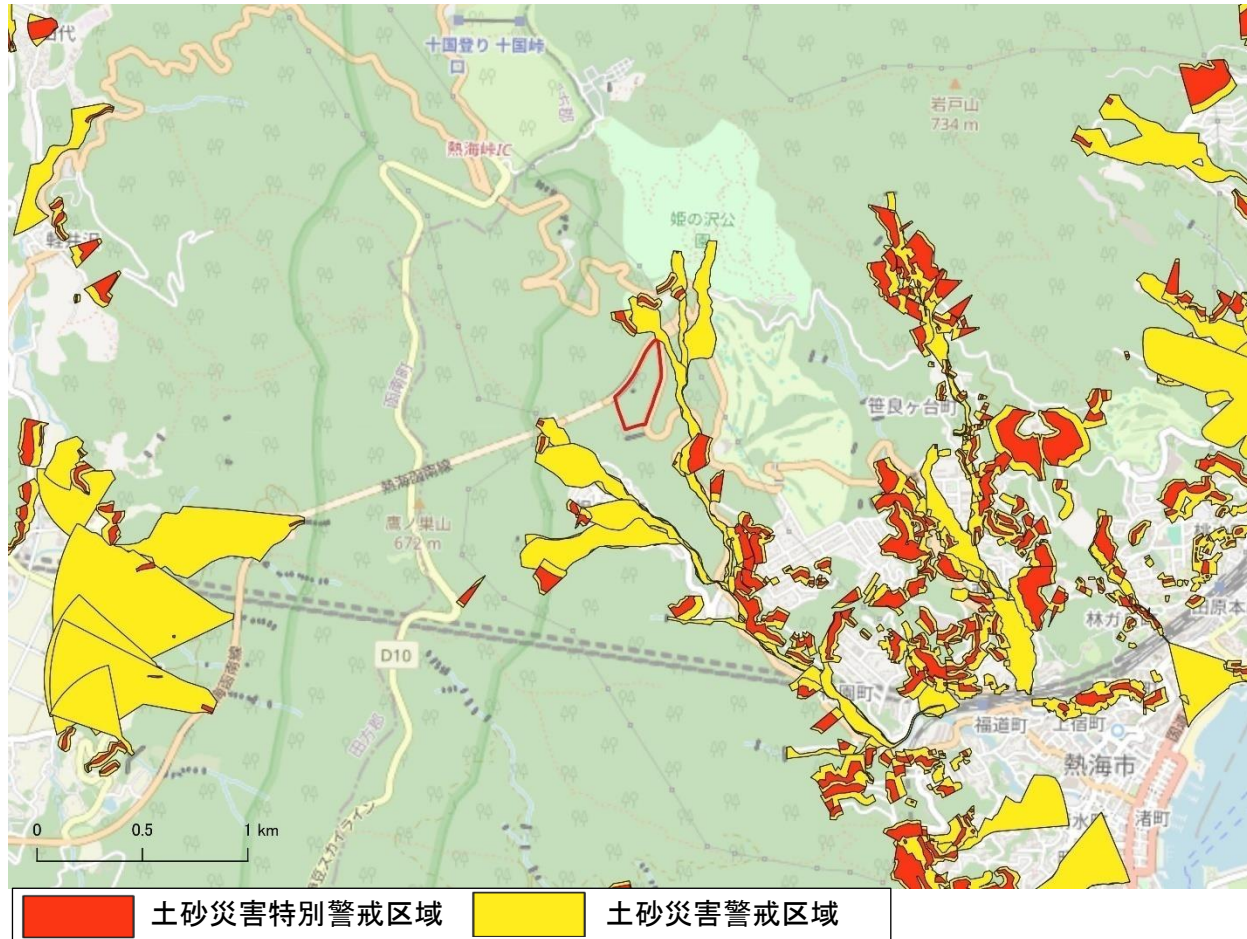 十国登り 十国峠
口
岩戸山
734 m
熱海峠IC
姫の沢公
園
軽井沢
函南町
笹良ヶ台町
熱海函南線
鷹ノ巣山
672 m
D10
田方郡
福道町
上宿町
熱海市
渚町
0 0.5 1 km
土砂災害特別警戒区域
土砂災害警戒区域